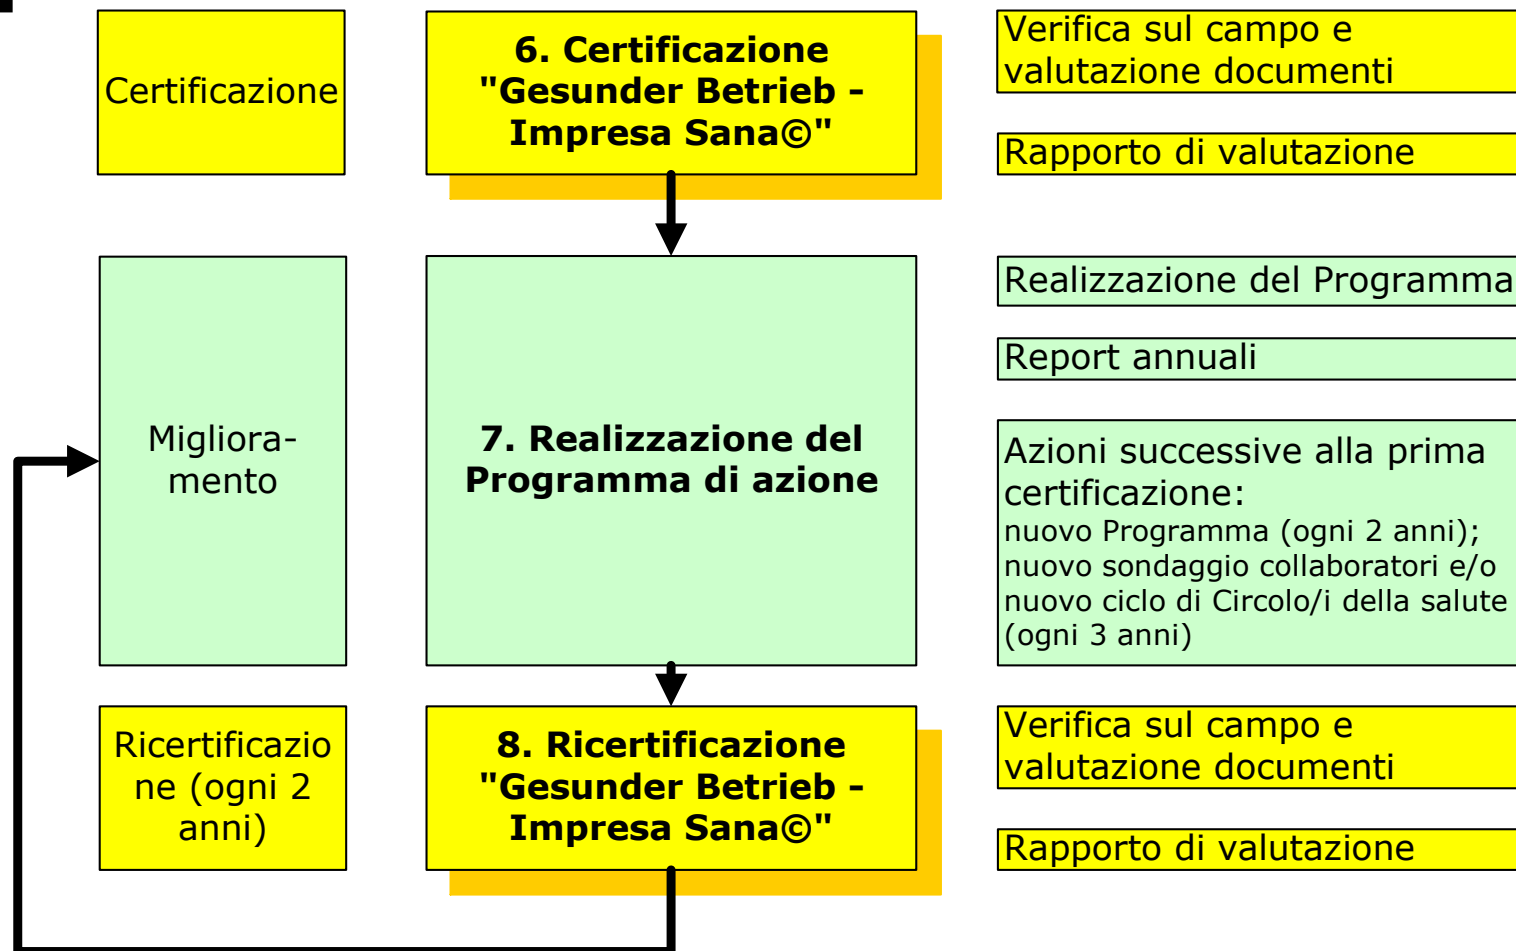 Certificazione
6. Certificazione
"Gesunder Betrieb -
Impresa Sana©"
Verifica sul campo e
valutazione documenti
Rapporto di valutazione
Migliora-
mento
7. Realizzazione del
Programma di azione
Realizzazione del Programma
Report annuali
Azioni successive alla prima
certificazione:
nuovo Programma (ogni 2 anni);
nuovo sondaggio collaboratori e/o
nuovo ciclo di Circolo/i della salute
(ogni 3 anni)
Ricertificazio
ne (ogni 2
anni)
8. Ricertificazione
"Gesunder Betrieb -
Impresa Sana©"
Verifica sul campo e
valutazione documenti
Rapporto di valutazione